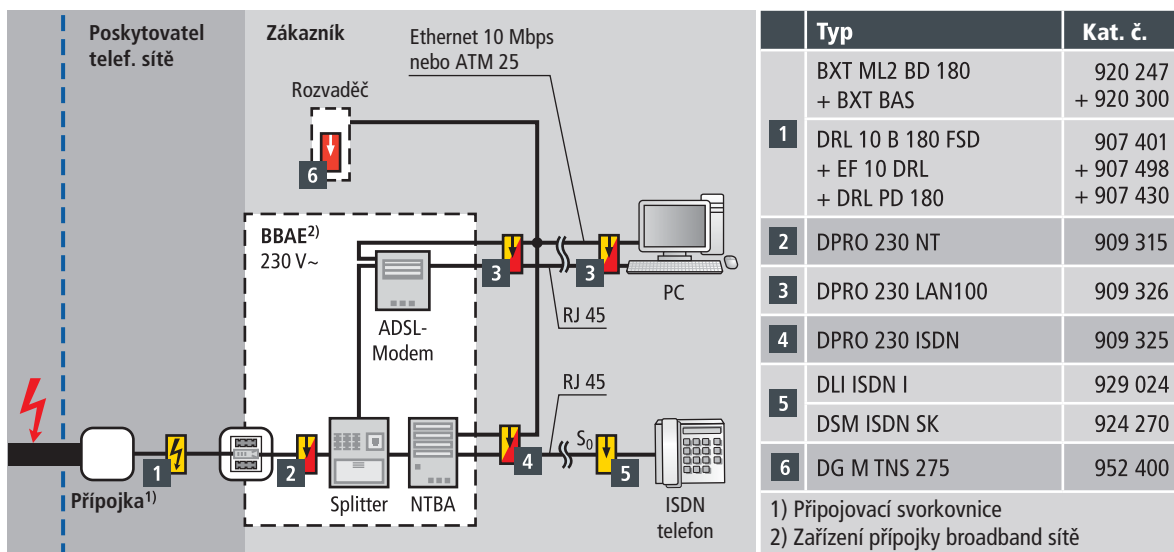 Poskytovatel
telef. sítě
Zákazník
Ethernet 10 Mbps
nebo ATM 25
Rozvaděč
6
BBAE2)
230 V~
3
3
PC
ADSL-
Modem
RJ 45
RJ 45
S0
1
2
4
5
Přípojka1)
Splitter
NTBA
ISDN
telefon
Typ Kat. č.
1
BXT ML2 BD 180 920 247
+ BXT BAS + 920 300
DRL 10 B 180 FSD 907 401
+ EF 10 DRL + 907 498
+ DRL PD 180 + 907 430
2 DPRO 230 NT 909 315
3 DPRO 230 LAN100 909 326
4 DPRO 230 ISDN 909 325
5
DLI ISDN I 929 024
DSM ISDN SK 924 270
6 DG M TNS 275 952 400
1) Připojovací svorkovnice
2) Zařízení přípojky broadband sítě